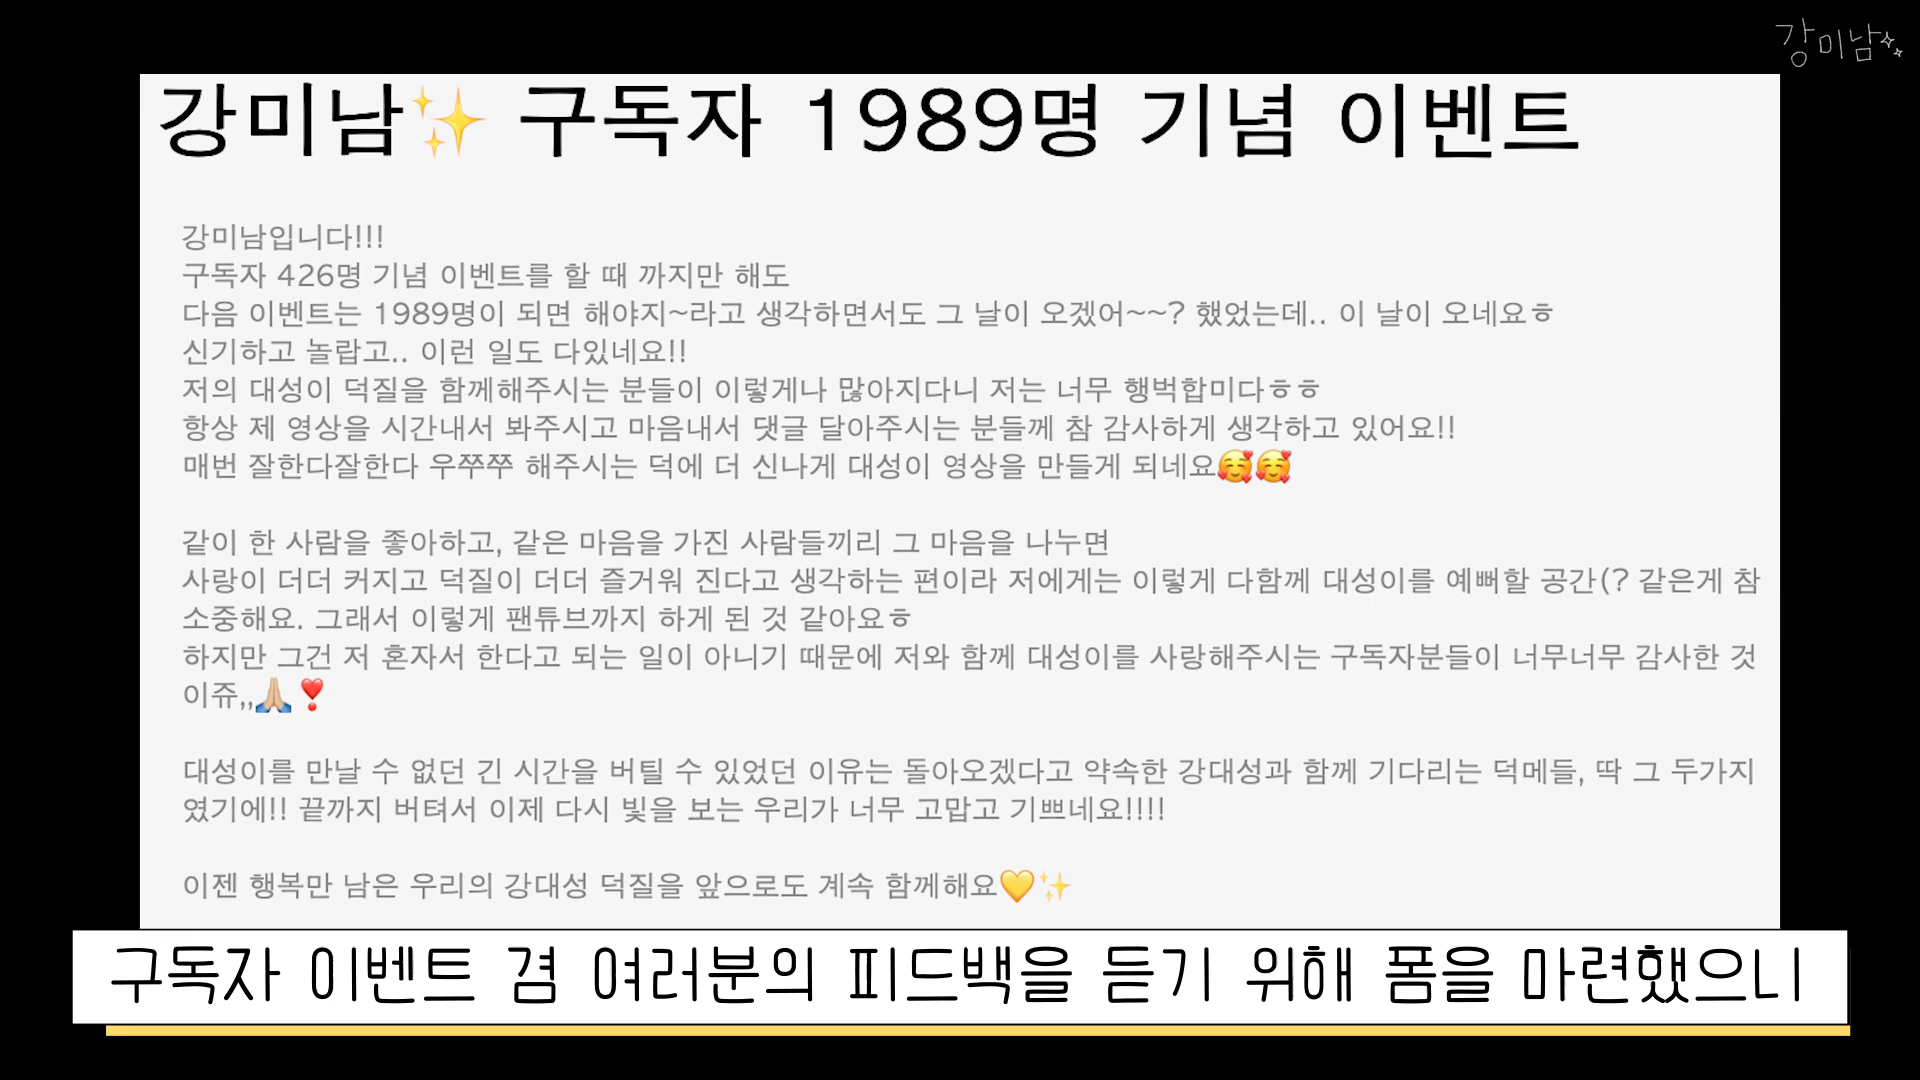 강미남✨
강미남✨ 구독자 1989명 기념 이벤트
강미남입니다!!!
구독자 426명 기념 이벤트를 할 때 까지만 해도
다음 이벤트는 1989명이 되면 해야지~라고 생각하면서도 그 날이 오겠어~~? 했었는데.. 이 날이 오네요ㅎ
신기하고 놀랍고.. 이런 일도 다있네요!!
저의 대성이 덕질을 함께해주시는 분들이 이렇게나 많아지다니 저는 너무 행벅합미다ㅎㅎ
항상 제 영상을 시간내서 봐주시고 마음내서 댓글 달아주시는 분들께 참 감사하게 생각하고 있어요!!
매번 잘한다잘한다 우쭈쭈 해주시는 덕에 더 신나게 대성이 영상을 만들게 되네요🥰🥰
같이 한 사람을 좋아하고, 같은 마음을 가진 사람들끼리 그 마음을 나누면
사랑이 더더 커지고 덕질이 더더 즐거워 진다고 생각하는 편이라 저에게는 이렇게 다함께 대성이를 예뻐할 공간(? 같은게 참
소중해요. 그래서 이렇게 팬튜브까지 하게 된 것 같아요ㅎ
하지만 그건 저 혼자서 한다고 되는 일이 아니기 때문에 저와 함께 대성이를 사랑해주시는 구독자분들이 너무너무 감사한 것
이쥬,,🙏🏼❣️
대성이를 만날 수 없던 긴 시간을 버틸 수 있었던 이유는 돌아오겠다고 약속한 강대성과 함께 기다리는 덕메들, 딱 그 두가지
였기에!! 끝까지 버텨서 이제 다시 빛을 보는 우리가 너무 고맙고 기쁘네요!!!!
이젠 행복만 남은 우리의 강대성 덕질을 앞으로도 계속 함께해요💛✨
구독자 이벤트 겸 여러분의 피드백을 듣기 위해 폼을 마련했으니